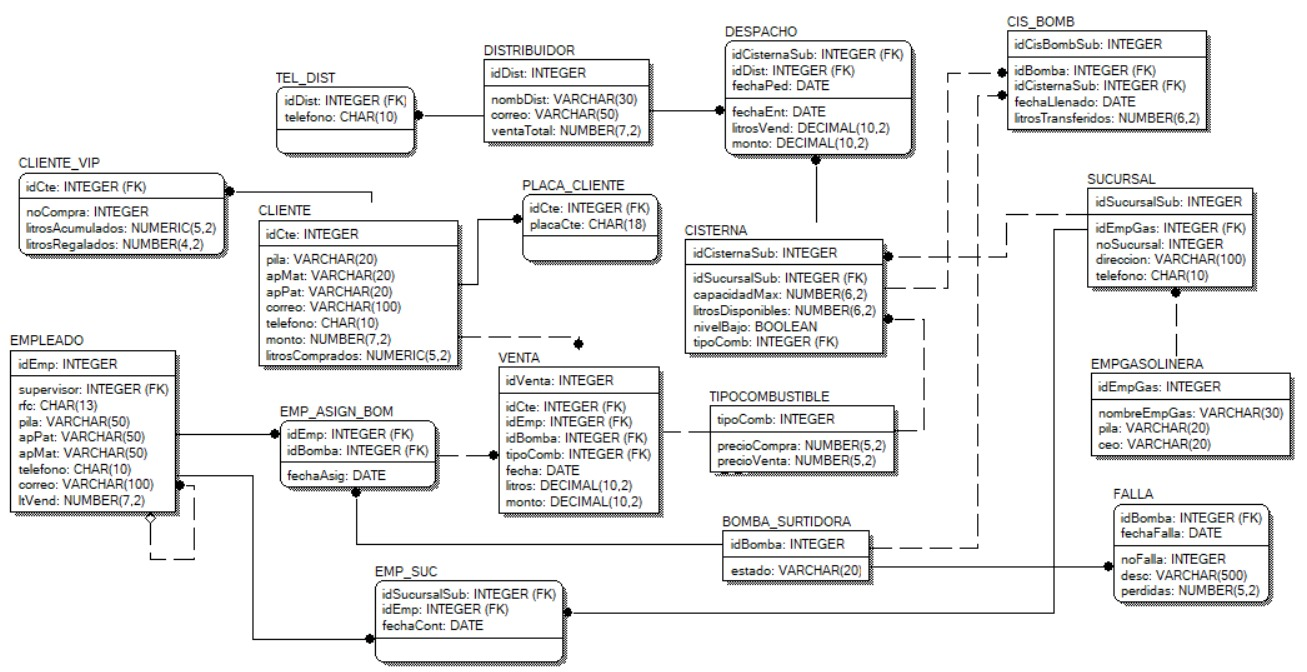 CIS_BOMB
idCisBombSub: INTEGER
idBomba: INTEGER (FK)
idCisternaSub: INTEGER (FK)
fechaLlenado: DATE
litrosTransferidos: NUMBER(6,2)
DESPACHO
idCisternaSub: INTEGER (FK)
idDist: INTEGER (FK)
fechaPed: DATE
fechaEnt: DATE
litrosVend: DECIMAL(10,2)
monto: DECIMAL(10,2)
DISTRIBUIDOR
idDist: INTEGER
nombDist: VARCHAR(30)
correo: VARCHAR(50)
ventaTotal: NUMBER(7,2)
TEL_DIST
idDist: INTEGER (FK)
telefono: CHAR(10)
CLIENTE_VIP
idCte: INTEGER (FK)
noCompra: INTEGER
litrosAcumulados: NUMERIC(5,2)
litrosRegalados: NUMBER(4,2)
CLIENTE
idCte: INTEGER
pila: VARCHAR(20)
apMat: VARCHAR(20)
apPat: VARCHAR(20)
correo: VARCHAR(100)
telefono: CHAR(10)
monto: NUMBER(7,2)
litrosComprados: NUMERIC(5,2)
PLACA_CLIENTE
idCte: INTEGER (FK)
placaCte: CHAR(18)
SUCURSAL
idSucursalSub: INTEGER
idEmpGas: INTEGER (FK)
noSucursal: INTEGER
direccion: VARCHAR(100)
telefono: CHAR(10)
CISTERNA
idCisternaSub: INTEGER
idSucursalSub: INTEGER (FK)
capacidadMax: NUMBER(6,2)
litrosDisponibles: NUMBER(6,2)
nivelBajo: BOOLEAN
tipoComb: INTEGER (FK)
EMPLEADO
idEmp: INTEGER
supervisor: INTEGER (FK)
rfc: CHAR(13)
pila: VARCHAR(50)
apPat: VARCHAR(50)
apMat: VARCHAR(50)
telefono: CHAR(10)
correo: VARCHAR(100)
ltVend: NUMBER(7,2)
EMP_ASIGN_BOM
idEmp: INTEGER (FK)
idBomba: INTEGER (FK)
fechaAsig: DATE
VENTA
idVenta: INTEGER
idCte: INTEGER (FK)
idEmp: INTEGER (FK)
idBomba: INTEGER (FK)
tipoComb: INTEGER (FK)
fecha: DATE
litros: DECIMAL(10,2)
monto: DECIMAL(10,2)
TIPOCOMBUSTIBLE
tipoComb: INTEGER
precioCompra: NUMBER(5,2)
precioVenta: NUMBER(5,2)
EMPGASOLINERA
idEmpGas: INTEGER
nombreEmpGas: VARCHAR(30)
pila: VARCHAR(20)
ceo: VARCHAR(20)
BOMBA_SURTIDORA
idBomba: INTEGER
estado: VARCHAR(20)
FALLA
idBomba: INTEGER (FK)
fechaFalla: DATE
noFalla: INTEGER
desc: VARCHAR(500)
perdidas: NUMBER(5,2)
EMP_SUC
idSucursalSub: INTEGER (FK)
idEmp: INTEGER (FK)
fechaCont: DATE